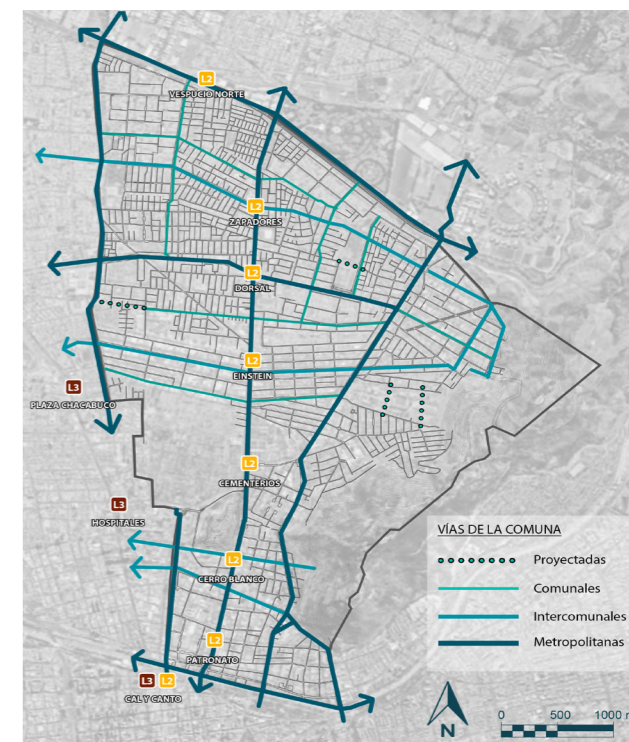 L2
VESPUCIO NORTE
L2
ZAPADORES
L2
DORSAL
L2
EINSTEIN
L3
PLAZA CHACABUCO
L2
CEMENTERIOS
L3
HOSPITALES
L2
CERRO BLANCO
L2
PATRONATO
L3 L2
CAL Y CANTO
VÍAS DE LA COMUNA
Proyectadas
Comunales
Intercomunales
Metropolitanas
N
0 500 1000 m